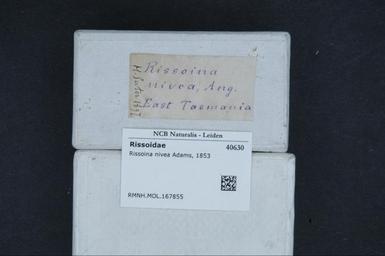 Rissoina
nivea, Ang.
East Tasmania
NCB Naturalis - Leiden
Rissoidae 40630
Rissoina nivea Adams, 1853
RMNH.MOL.167855